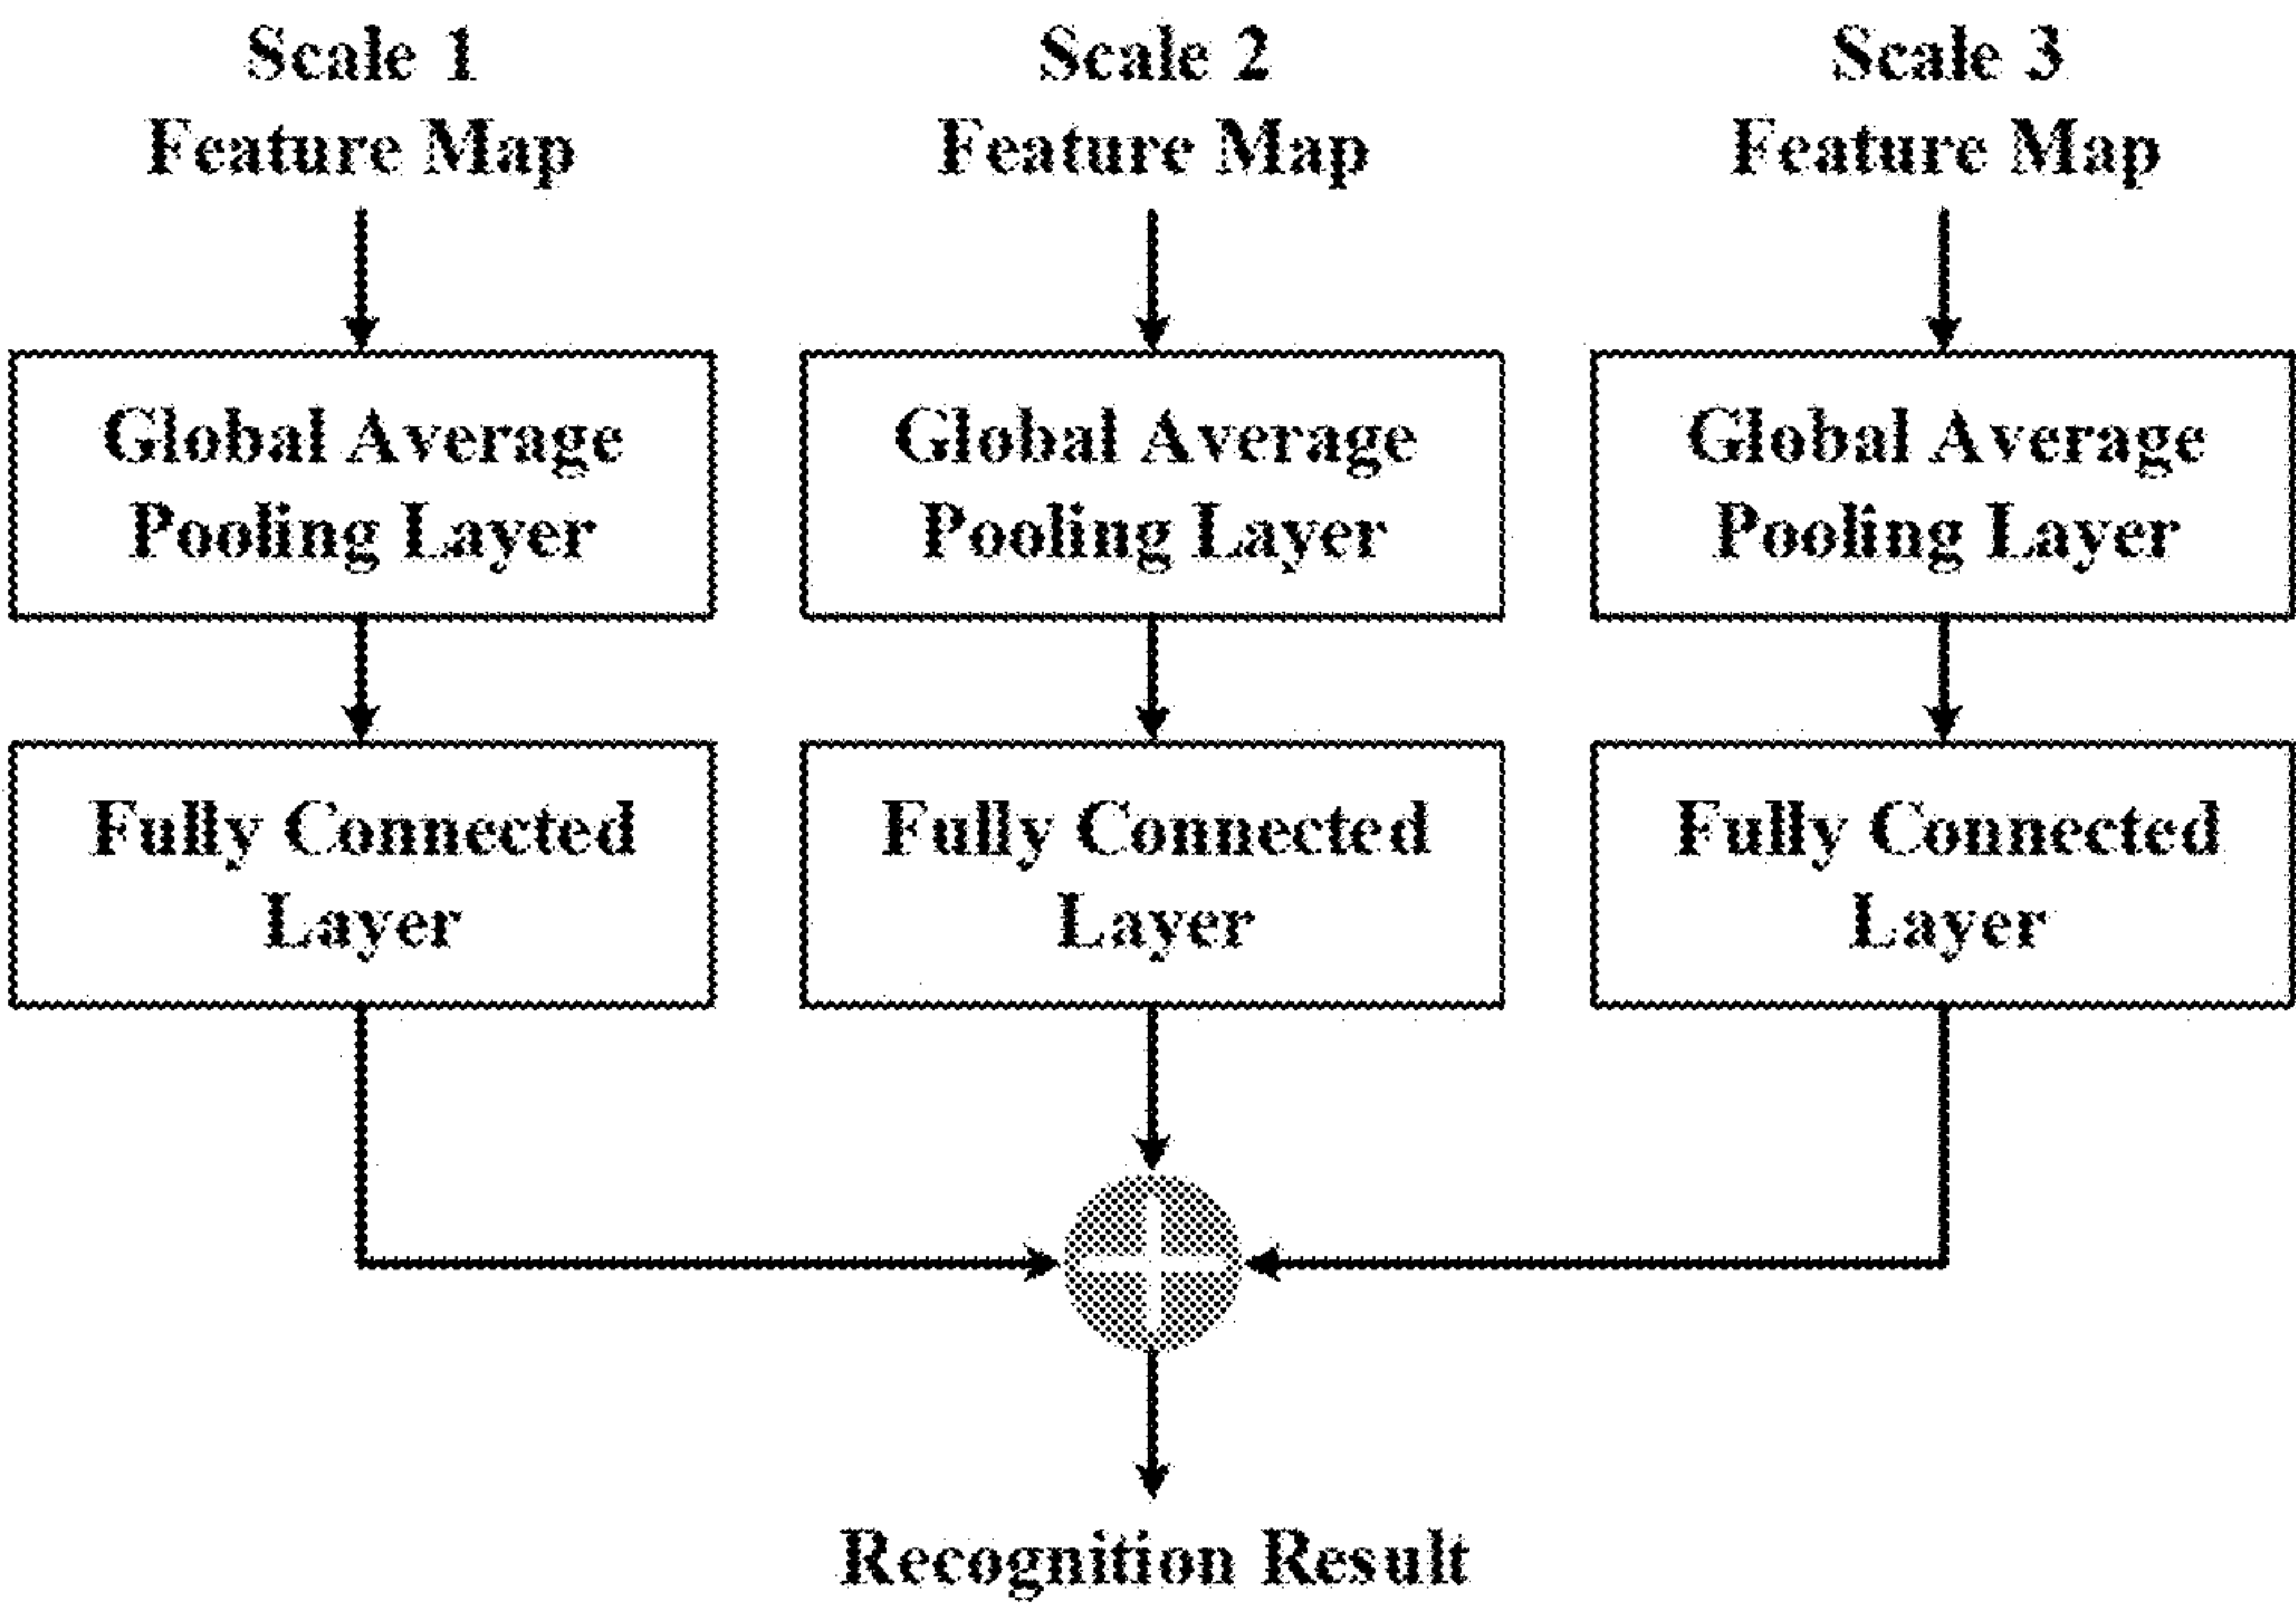 Scale 1
Feature Map
Scale 2
Feature Map
Scale 3
Feature Map
Global Average
Pooling Layer
Global Average
Pooling Layer
Global Average
Pooling Layer
Fully Connected
Layer
Fully Connected
Layer
Fully Connected
Layer
Recognition Result